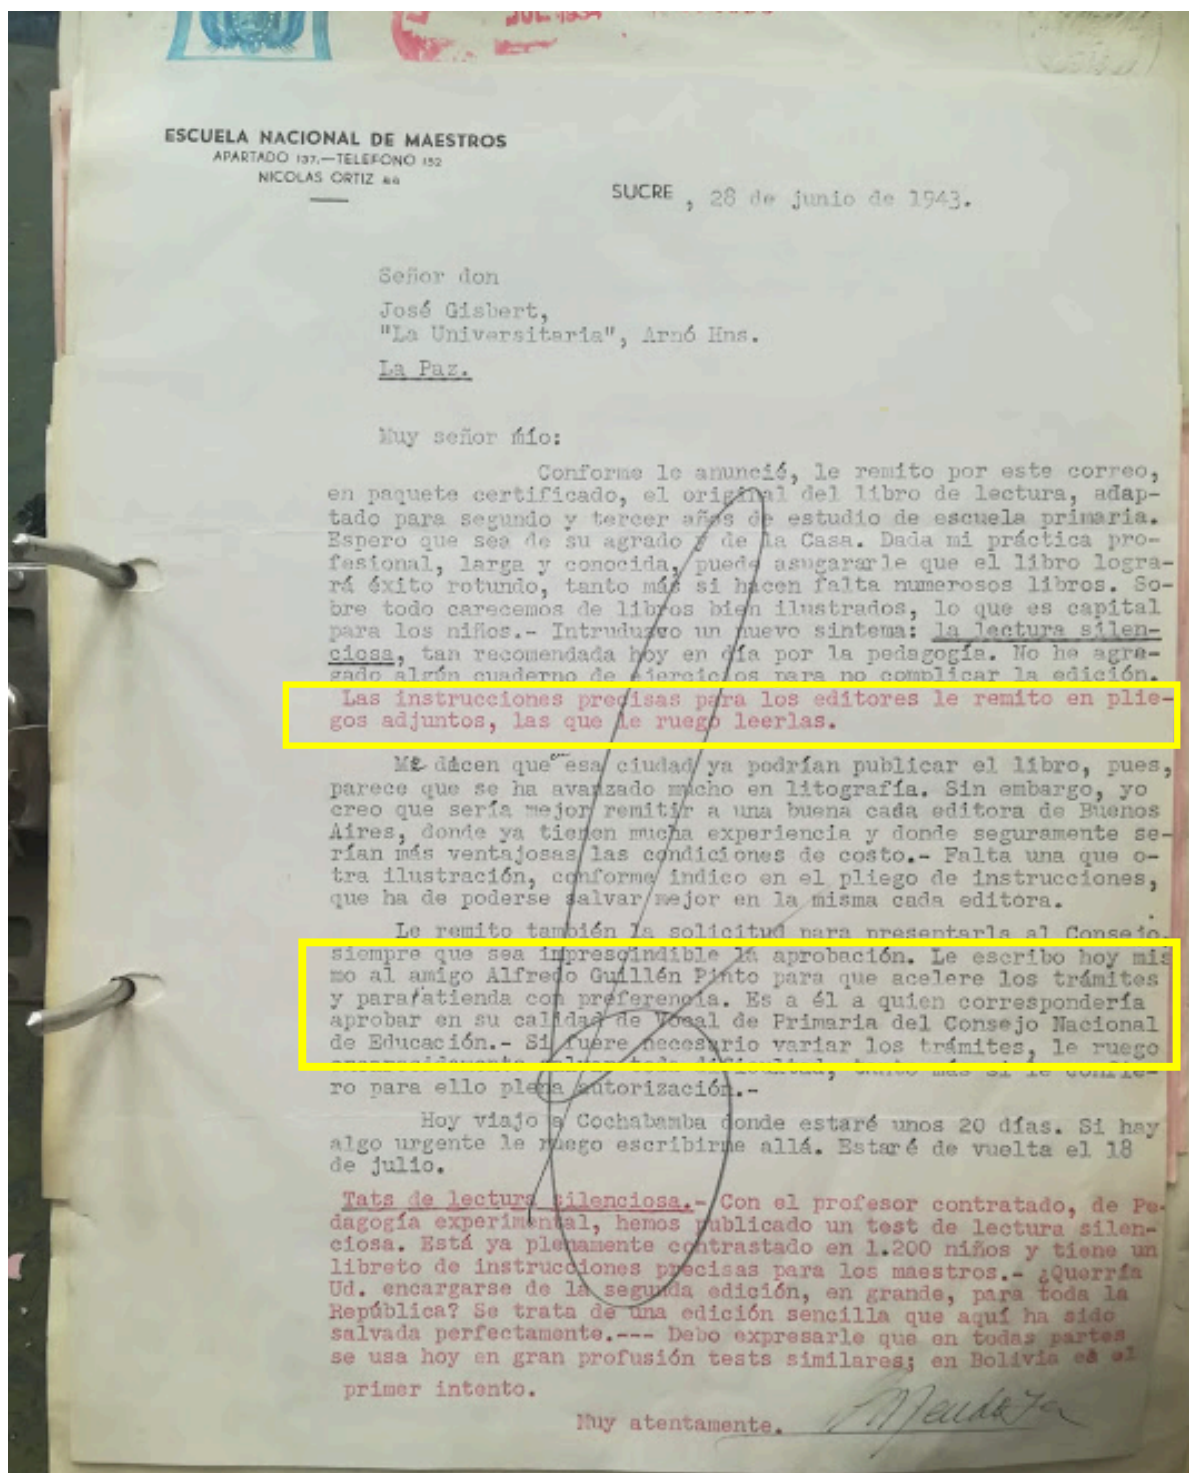 JUL 1934
ESCUELA NACIONAL DE MAESTROS
APARTADO 137.—TELEFONO 152
NICOLAS ORTIZ
SUCRE , 28 de junio de 1943.
Señor don
José Gisbert,
"La Universitaria", Arnó Hns.
La Paz.
Muy señor mío:
Conforme le anuncié, le remito por este correo,
en paquete certificado, el original del libro de lectura, adap-
tado para segundo y tercer años de estudio de escuela primaria.
Espero que sea de su agrado y de la Casa. Dada mi práctica pro-
fesional, larga y conocida, puedo asugararle que el libro logra-
rá éxito rotundo, tanto más si hacen falta numerosos libros. So-
bre todo carecemos de libros bien ilustrados, lo que es capital
para los niños.- Intruduzco un nuevo sintema: la lectura silen-
ciosa, tan recomendada hoy en día por la pedagogía. No he agre-
gado algún cuaderno de ejercicios para no complicar la edición.
Las instrucciones precisas para los editores le remito en plie-
gos adjuntos, las que le ruego leerlas.
Me dicen que esa ciudad ya podrían publicar el libro, pues,
parece que se ha avanzado mucho en litografía. Sin embargo, yo
creo que sería mejor remitir a una buena cada editora de Buenos
Aires, donde ya tienen mucha experiencia y donde seguramente se-
rían más ventajosas las condiciones de costo.- Falta una que o-
tra ilustración, conforme indico en el pliego de instrucciones,
que ha de poderse salvar mejor en la misma cada editora.
Le remito también la solicitud para presentarla al Consejo,
siempre que sea imprescindible la aprobación. Le escribo hoy mis
mo al amigo Alfredo Guillén Pinto para que acelere los trámites
y para atienda con preferencia. Es a él a quien correspondería
aprobar en su calidad de Vocal de Primaria del Consejo Nacional
de Educación.- Si fuere necesario variar los trámites, le ruego
toda dificultad, tanto más si le confie-
ro para ello plena autorización.-
Hoy viajo a Cochabamba donde estaré unos 20 días. Si hay
algo urgente le ruego escribirme allá. Estaré de vuelta el 18
de julio.
Tats de lectura silenciosa.- Con el profesor contratado, de Pe-
dagogía experimental, hemos publicado un test de lectura silen-
ciosa. Está ya plenamente contrastado en 1.200 niños y tiene un
libreto de instrucciones precisas para los maestros.- ¿Querría
Ud. encargarse de la segunda edición, en grande, para toda la
República? Se trata de una edición sencilla que aquí ha sido
salvada perfectamente.--- Debo expresarle que en todas partes
se usa hoy en gran profusión tests similares; en Bolivia es el
primer intento.
Muy atentamente.
Mendoza